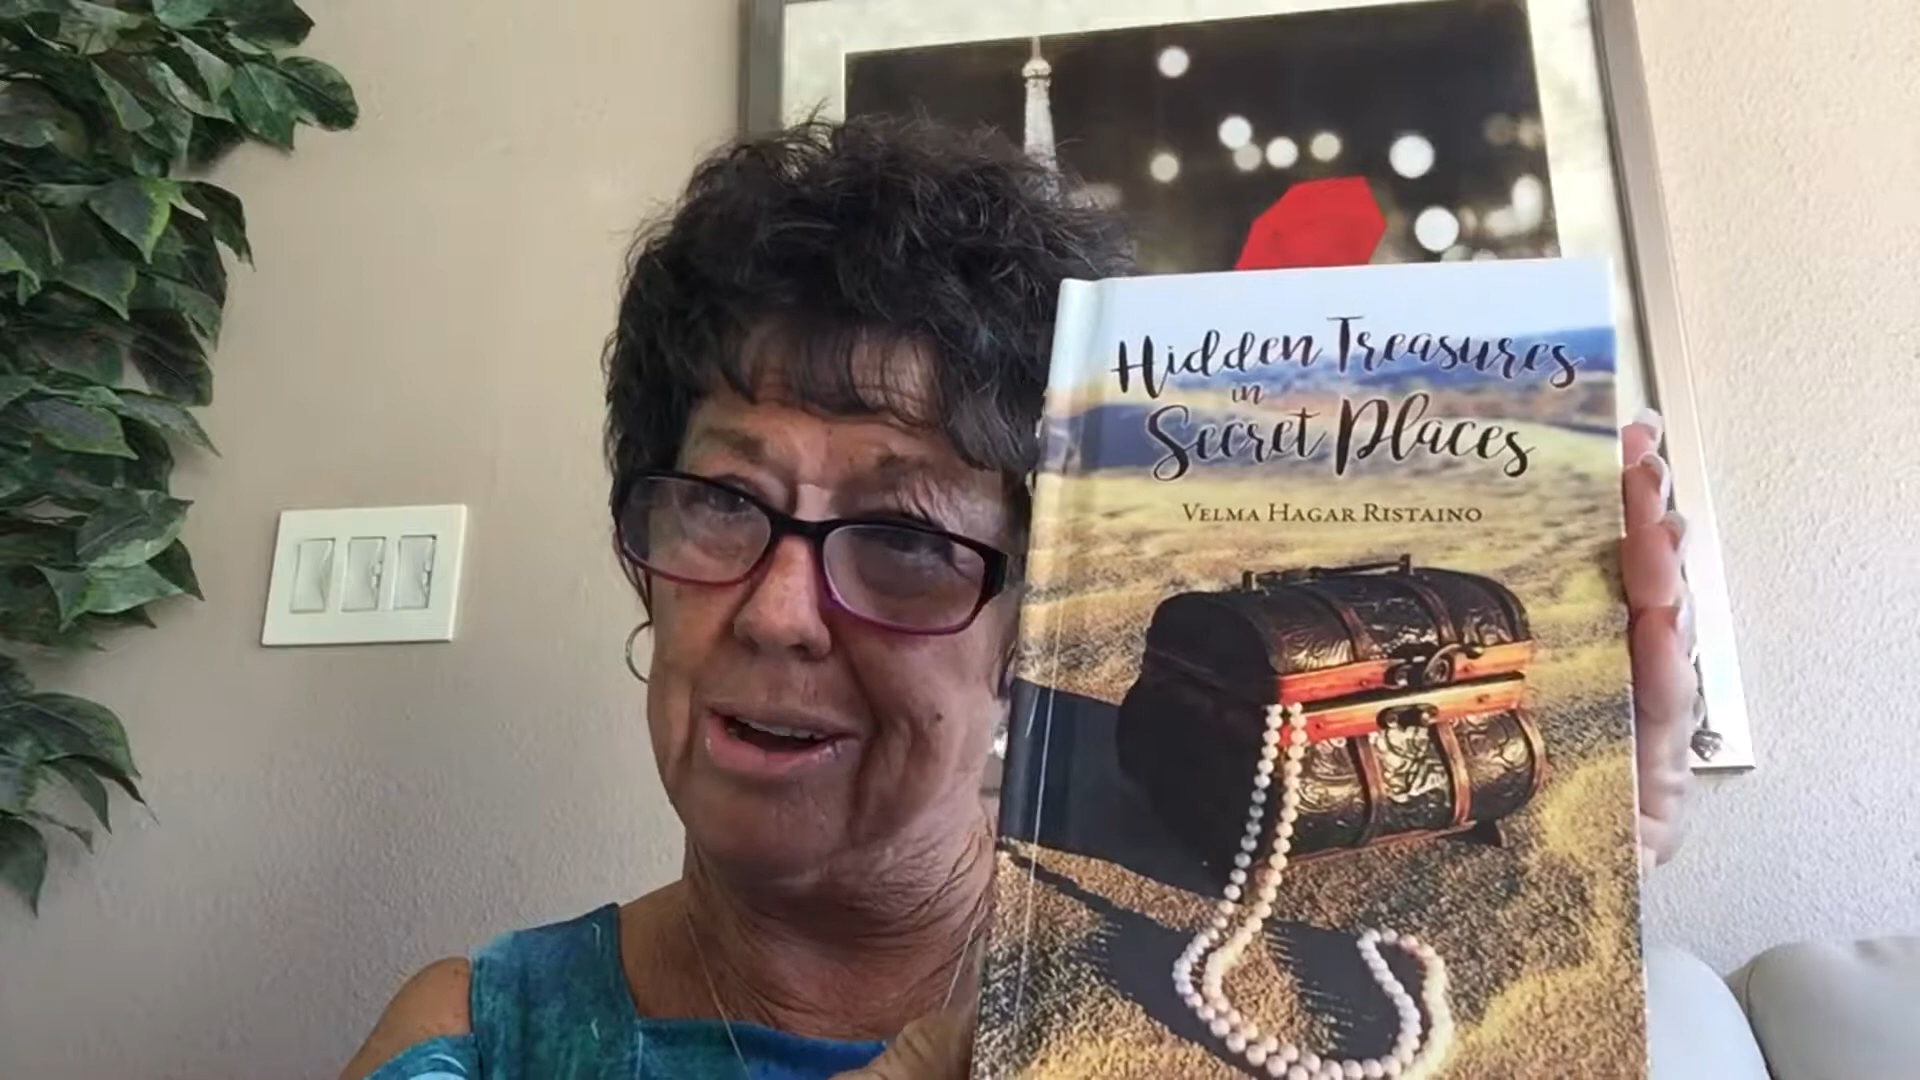 Hidden Treasures
in
Secret Places
Velma Hagar Ristaino